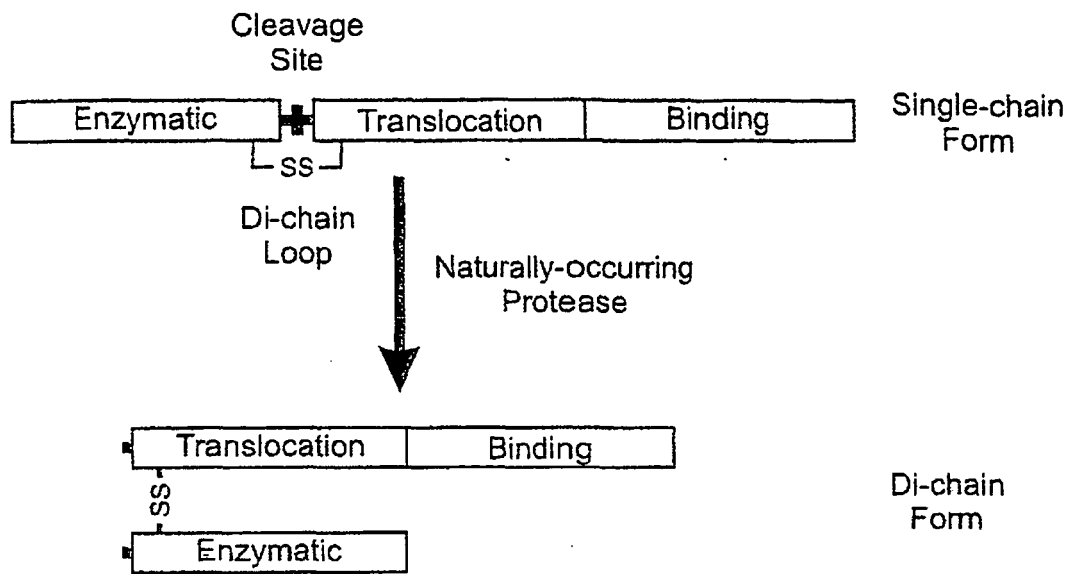 Cleavage
Site
Enzymatic
Translocation
Binding
Single-chain
Form
SS
Di-chain
Loop
Naturally-occurring
Protease
Translocation
Binding
SS
Di-chain
Form
Enzymatic